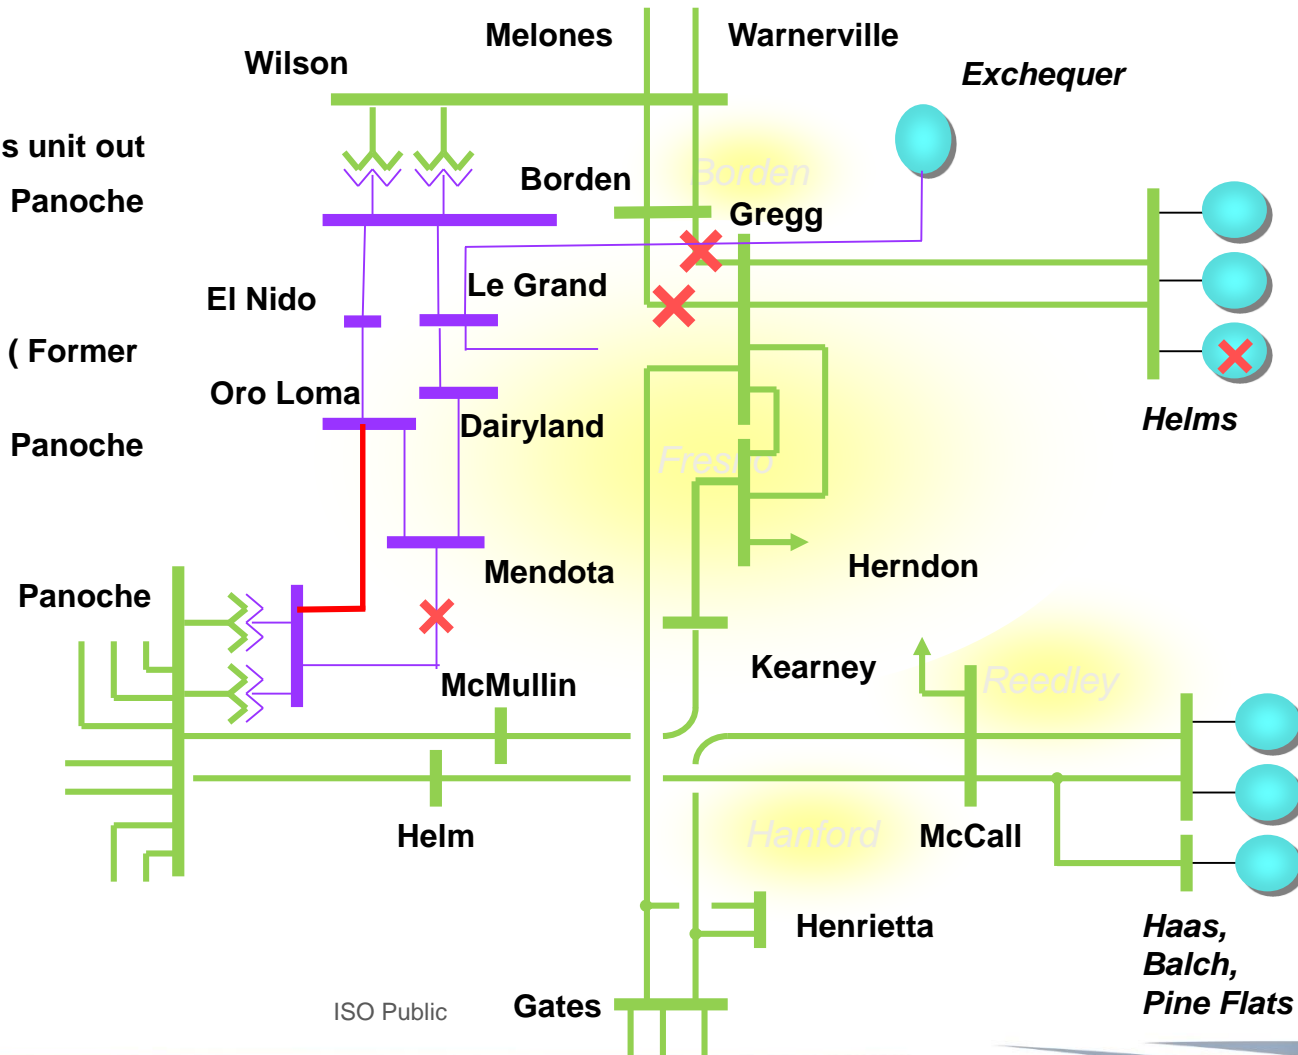 Melones
Warnerville
Wilson
Exchequer
s unit out
Borden
Borden
Panoche
Gregg
Le Grand
El Nido
( Former
Oro Loma
Helms
Dairyland
Panoche
Fresno
Herndon
Mendota
Panoche
Kearney
McMullin
Reedley
Helm
Hanford
McCall
Henrietta
Haas,
Balch,
Pine Flats
Gates
ISO Public